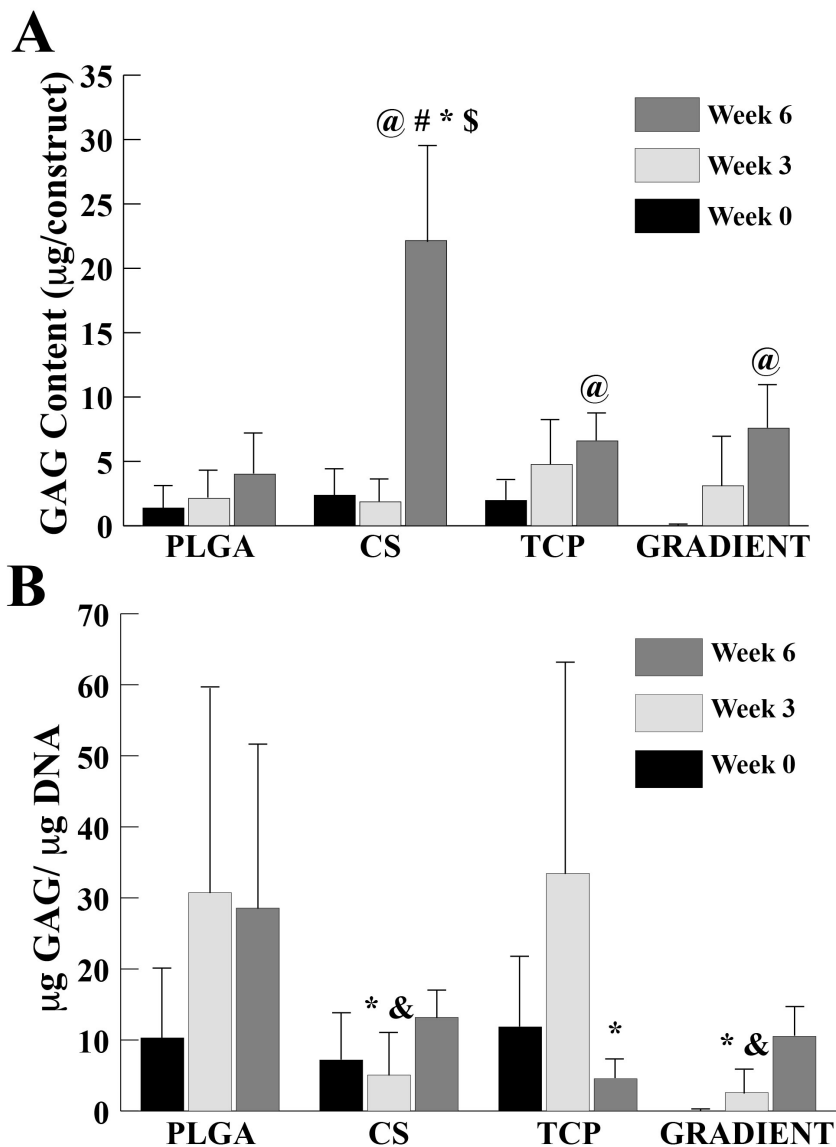 A
GAG Content (µg/construct)
35
30
25
20
15
10
5
0
@ # * $
@
@
Week 6
Week 3
Week 0
PLGA CS TCP GRADIENT
B
µg GAG/ µg DNA
70
60
50
40
30
20
10
0
* &
*
* &
Week 6
Week 3
Week 0
PLGA CS TCP GRADIENT